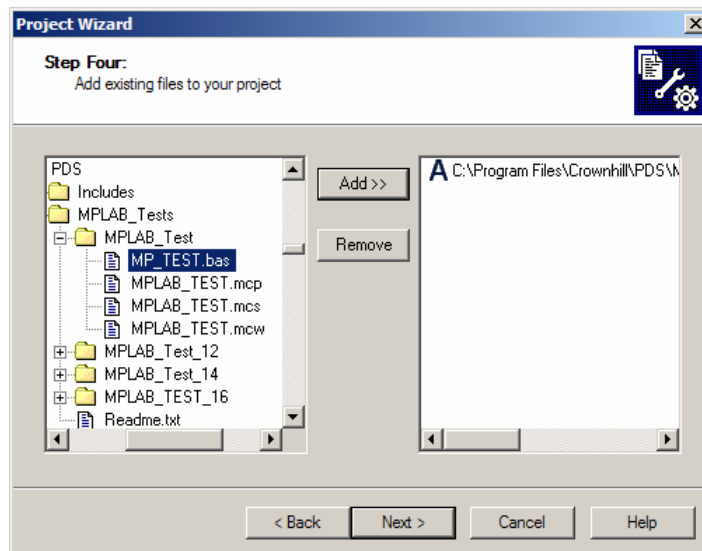 Project Wizard
Step Four:
Add existing files to your project
PDS
Includes
MPLAB_Tests
MPLAB_Test
MP_TEST.bas
MPLAB_TEST.mcp
MPLAB_TEST.mcs
MPLAB_TEST.mcw
MPLAB_Test_12
MPLAB_Test_14
MPLAB_TEST_16
Readme.txt
Add >>
Remove
A C:\Program Files\Crownhill\PDS\M
< Back Next > Cancel Help